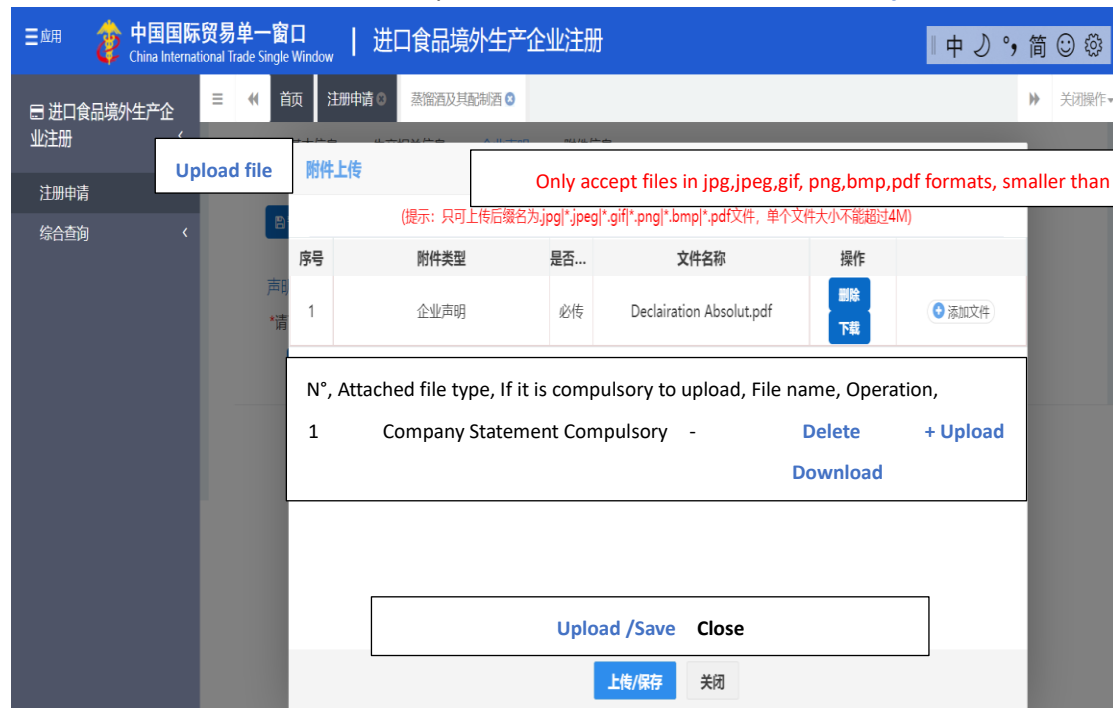 应用
中国国际贸易单一窗口
China International Trade Single Window
进口食品境外生产企业注册
中 简
进口食品境外生产企业注册
首页 注册申请 蒸馏酒及其配制酒 关闭操作
注册申请
综合查询
Upload file
附件上传
Only accept files in jpg,jpeg,gif, png,bmp,pdf formats, smaller than
(提示：只可上传后缀名为.jpg|*.jpeg|*.gif|*.png|*.bmp|*.pdf文件，单个文件大小不能超过4M)
序号 附件类型 是否... 文件名称 操作
1 企业声明 必传 Declairation Absolut.pdf 删除 下载 添加文件
声明
*请
N°, Attached file type, If it is compulsory to upload, File name, Operation,
1 Company Statement Compulsory - Delete + Upload
Download
Upload /Save Close
上传/保存 关闭